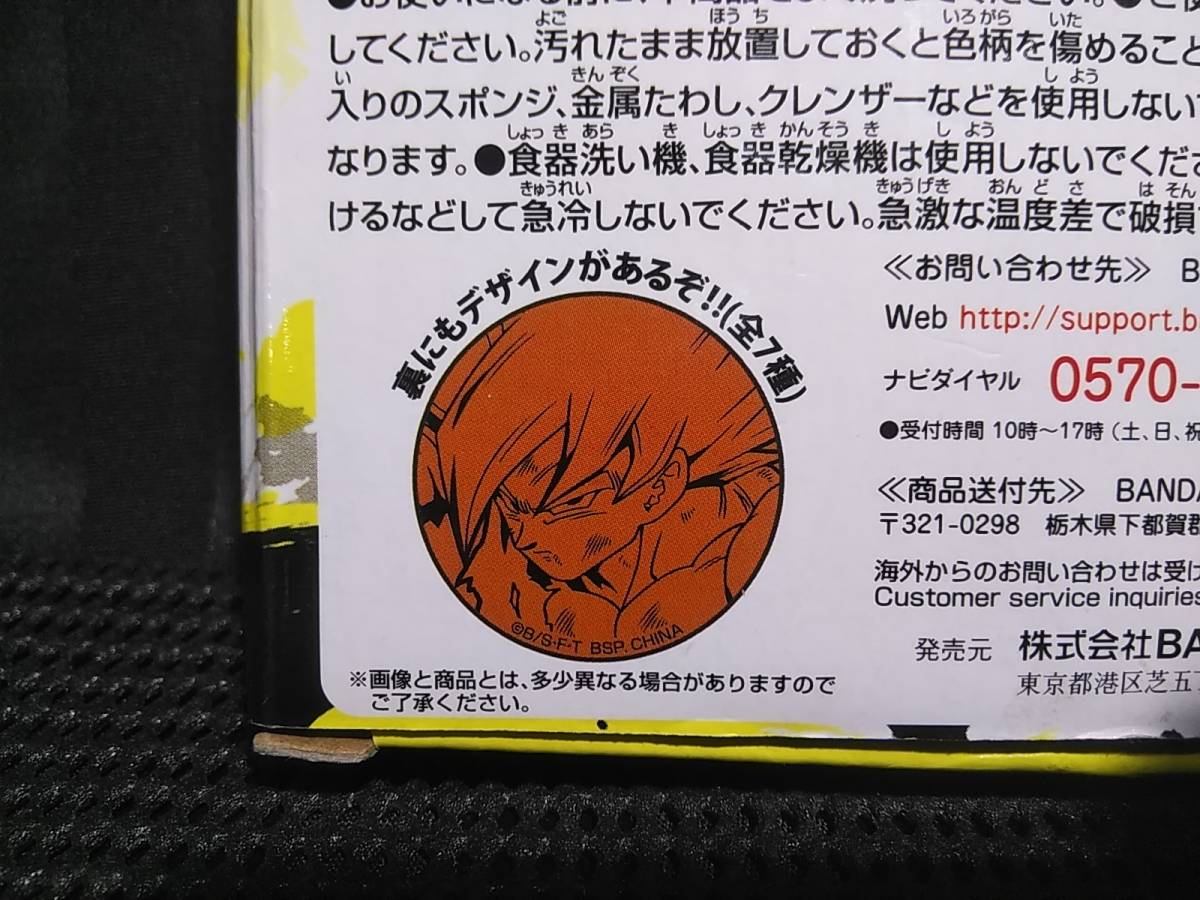 してください。汚れたまま放置しておくと色柄を傷めること
入りのスポンジ、金属たわし、クレンザーなどを使用しない
なります。●食器洗い機、食器乾燥機は使用しないでくださ
けるなどして急冷しないでください。急激な温度差で破損
裏にもデザインがあるぞ!!(全7種)
©B/S・F・T BSP, CHINA
※画像と商品とは、多少異なる場合がありますので
ご了承ください。
≪お問い合わせ先≫ B
Web http://support.b
ナビダイヤル 0570-
●受付時間 10時～17時(土、日、祝
≪商品送付先≫ BANDA
〒321-0298 栃木県下都賀郡
海外からのお問い合わせは受け
Customer service inquiries
発売元 株式会社BA
東京都港区芝五丁